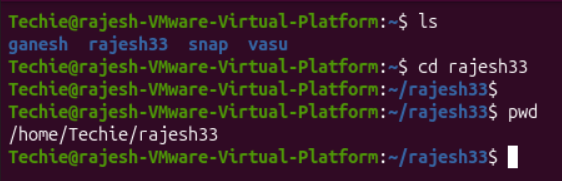 Techie@rajesh-VMware-Virtual-Platform:~$ ls
ganesh  rajesh33  snap  vasu
Techie@rajesh-VMware-Virtual-Platform:~$ cd rajesh33
Techie@rajesh-VMware-Virtual-Platform:~/rajesh33$
Techie@rajesh-VMware-Virtual-Platform:~/rajesh33$ pwd
/home/Techie/rajesh33
Techie@rajesh-VMware-Virtual-Platform:~/rajesh33$